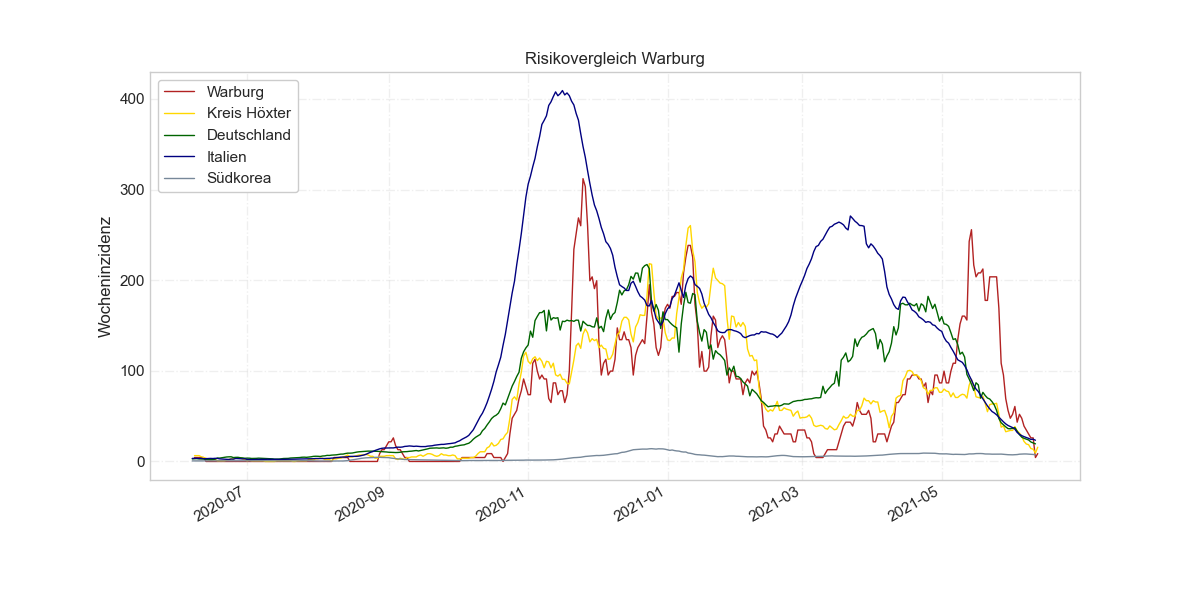 Risikovergleich Warburg
Wocheninzidenz
400
300
200
100
0
Warburg
Kreis Höxter
Deutschland
Italien
Südkorea
2020-07
2020-09
2020-11
2021-01
2021-03
2021-05